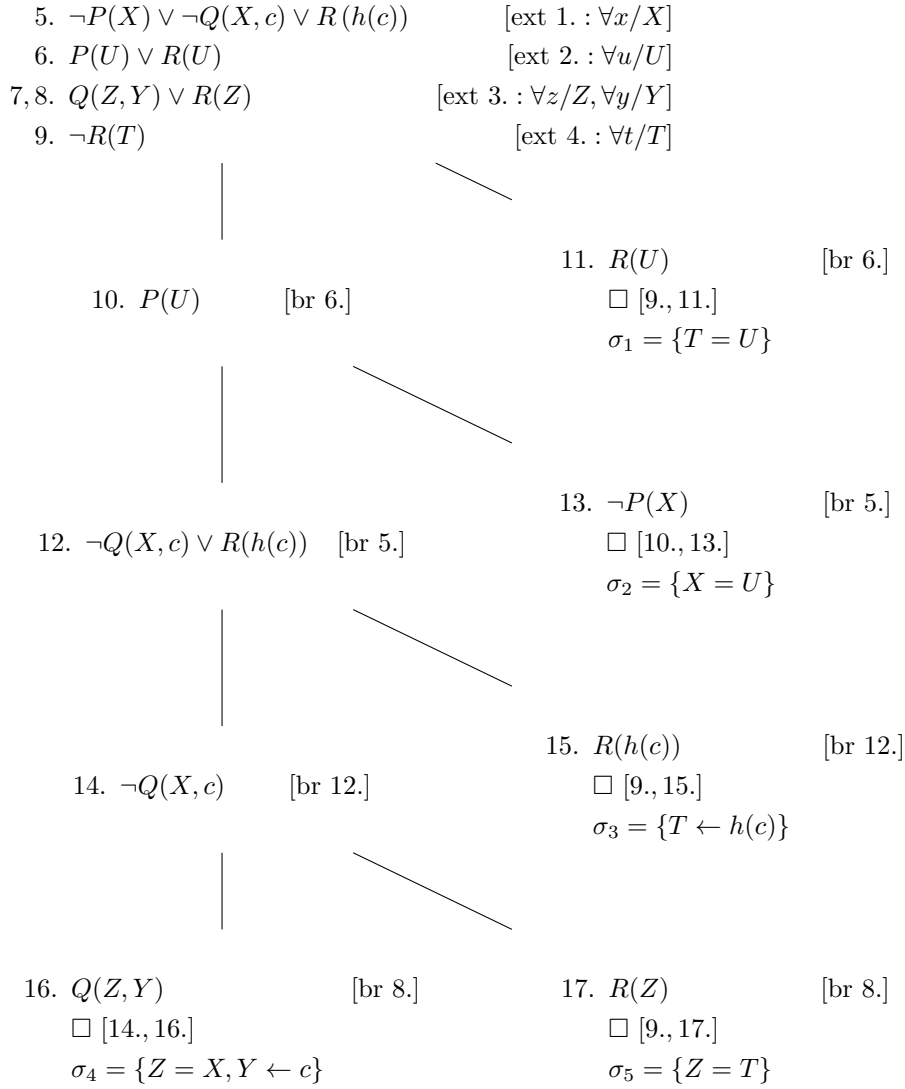 5. ¬P(X) ∨ ¬Q(X, c) ∨ R (h(c)) [ext 1. : ∀x/X]
6. P(U) ∨ R(U) [ext 2. : ∀u/U]
7, 8. Q(Z, Y) ∨ R(Z) [ext 3. : ∀z/Z, ∀y/Y]
9. ¬R(T) [ext 4. : ∀t/T]
11. R(U) [br 6.]
10. P(U) [br 6.]
□ [9., 11.]
σ₁ = {T = U}
13. ¬P(X) [br 5.]
12. ¬Q(X, c) ∨ R(h(c)) [br 5.]
□ [10., 13.]
σ₂ = {X = U}
15. R(h(c)) [br 12.]
14. ¬Q(X, c) [br 12.]
□ [9., 15.]
σ₃ = {T ← h(c)}
16. Q(Z, Y) [br 8.]
□ [14., 16.]
σ₄ = {Z = X, Y ← c}
17. R(Z) [br 8.]
□ [9., 17.]
σ₅ = {Z = T}